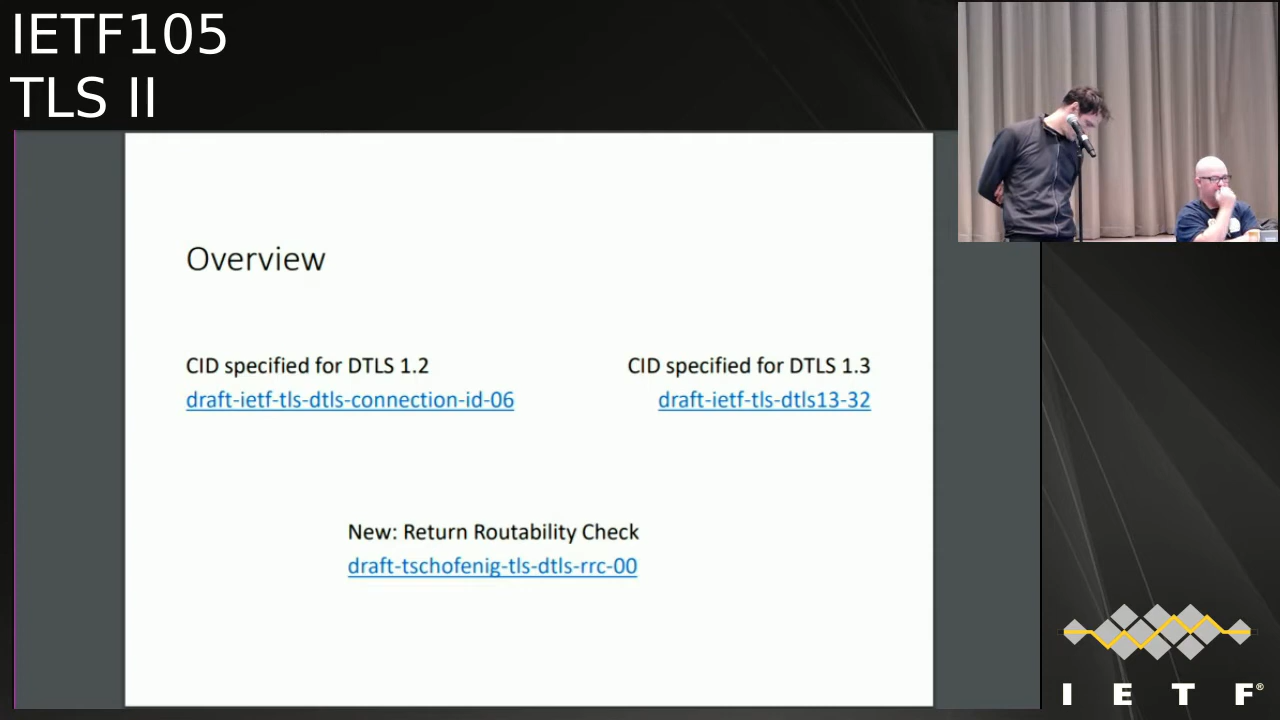 IETF105
TLS II
Overview
CID specified for DTLS 1.2
draft-ietf-tls-dtls-connection-id-06
CID specified for DTLS 1.3
draft-ietf-tls-dtls13-32
New: Return Routability Check
draft-tschofenig-tls-dtls-rrc-00
I E T F®